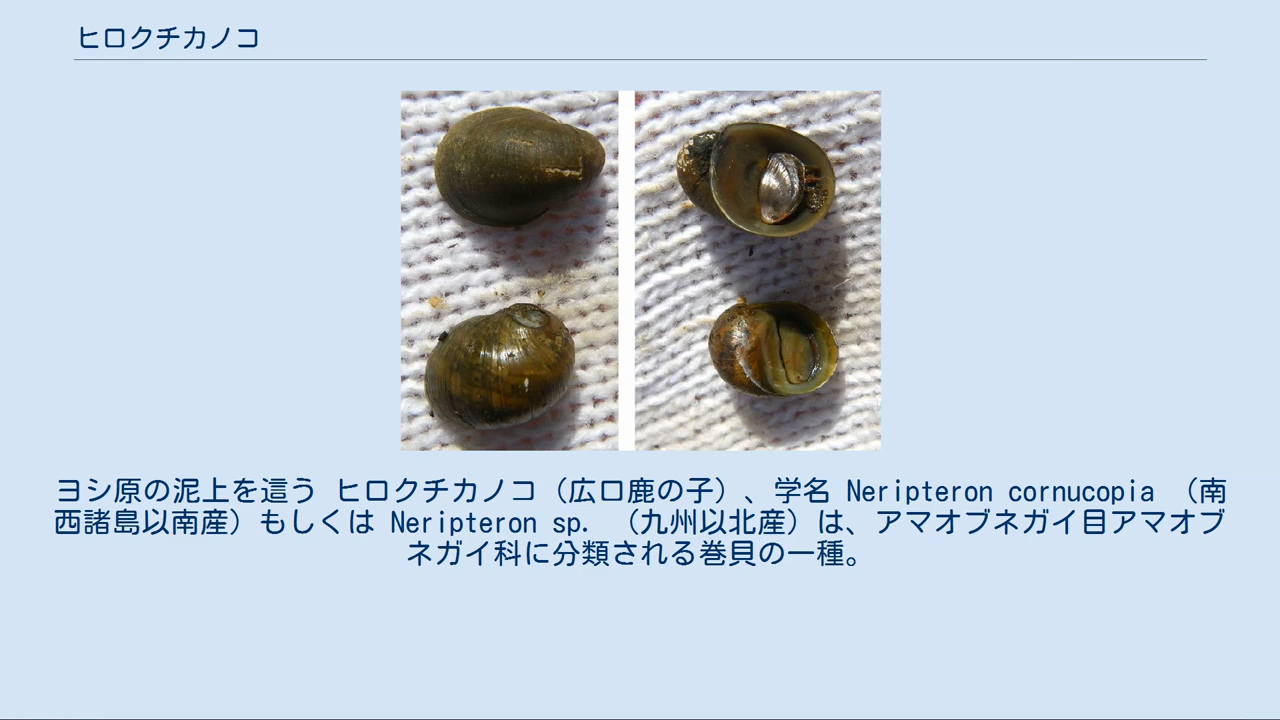 ヒロクチカノコ
ヨシ原の泥上を這う ヒロクチカノコ（広口鹿の子）、学名 Neripteron cornucopia （南
西諸島以南産）もしくは Neripteron sp. （九州以北産）は、アマオブネガイ目アマオブ
ネガイ科に分類される巻貝の一種。